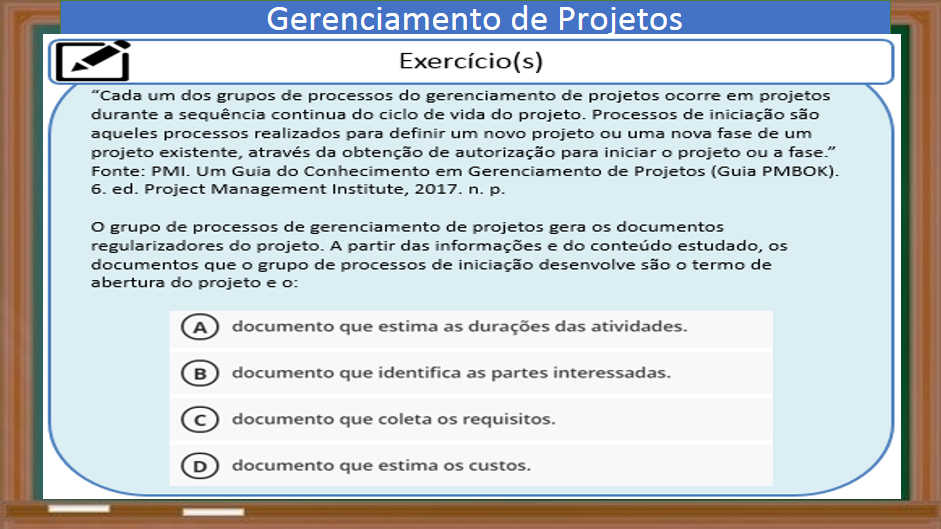 Gerenciamento de Projetos
Exercício(s)
“Cada um dos grupos de processos do gerenciamento de projetos ocorre em projetos
durante a sequência continua do ciclo de vida do projeto. Processos de iniciação são
aqueles processos realizados para definir um novo projeto ou uma nova fase de um
projeto existente, através da obtenção de autorização para iniciar o projeto ou a fase.”
Fonte: PMI. Um Guia do Conhecimento em Gerenciamento de Projetos (Guia PMBOK).
6. ed. Project Management Institute, 2017. n. p.
O grupo de processos de gerenciamento de projetos gera os documentos
regularizadores do projeto. A partir das informações e do conteúdo estudado, os
documentos que o grupo de processos de iniciação desenvolve são o termo de
abertura do projeto e o:
A documento que estima as durações das atividades.
B documento que identifica as partes interessadas.
C documento que coleta os requisitos.
D documento que estima os custos.